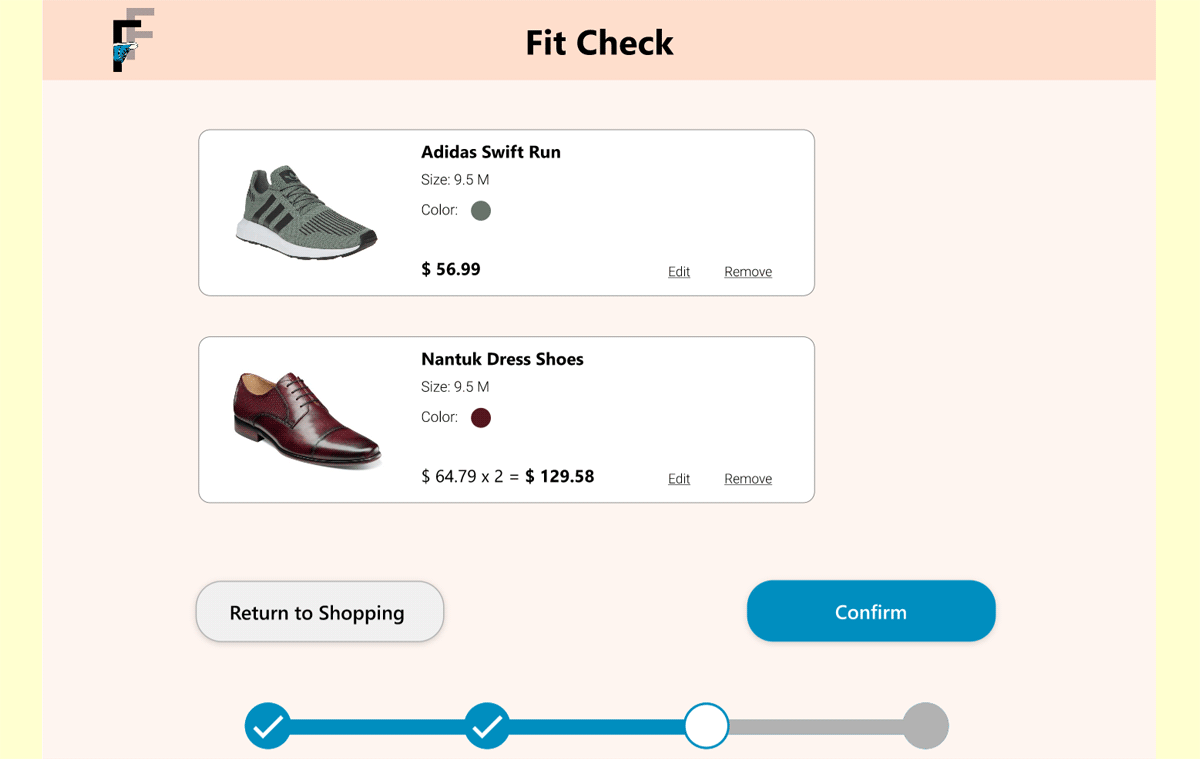 Fit Check
Adidas Swift Run
Size: 9.5 M
Color:
$ 56.99
Edit
Remove
Nantuk Dress Shoes
Size: 9.5 M
Color:
$ 64.79 x 2 = $ 129.58
Edit
Remove
Return to Shopping
Confirm